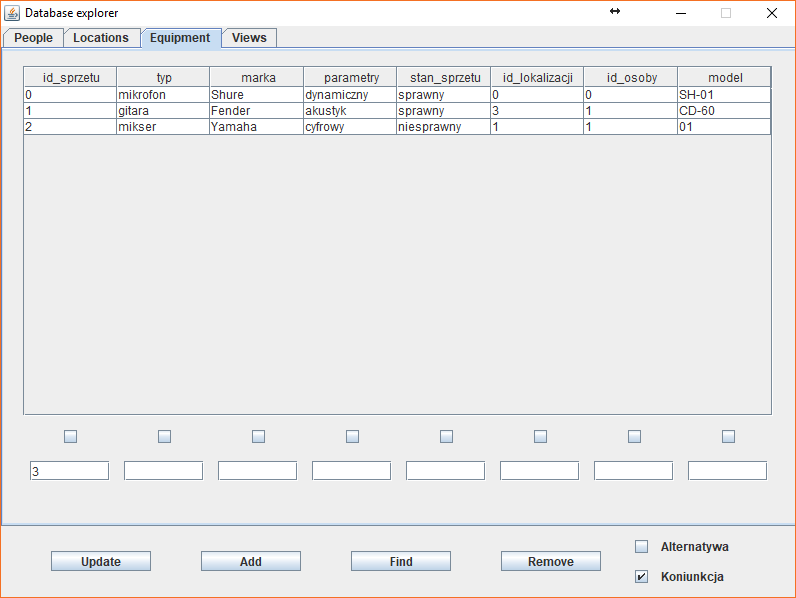 Database explorer
People Locations Equipment Views
id_sprzetu typ marka parametry stan_sprzetu id_lokalizacji id_osoby model
0 mikrofon Shure dynamiczny sprawny 0 0 SH-01
1 gitara Fender akustyk sprawny 3 1 CD-60
2 mikser Yamaha cyfrowy niesprawny 1 1 01
3
Update Add Find Remove
Alternatywa
Koniunkcja